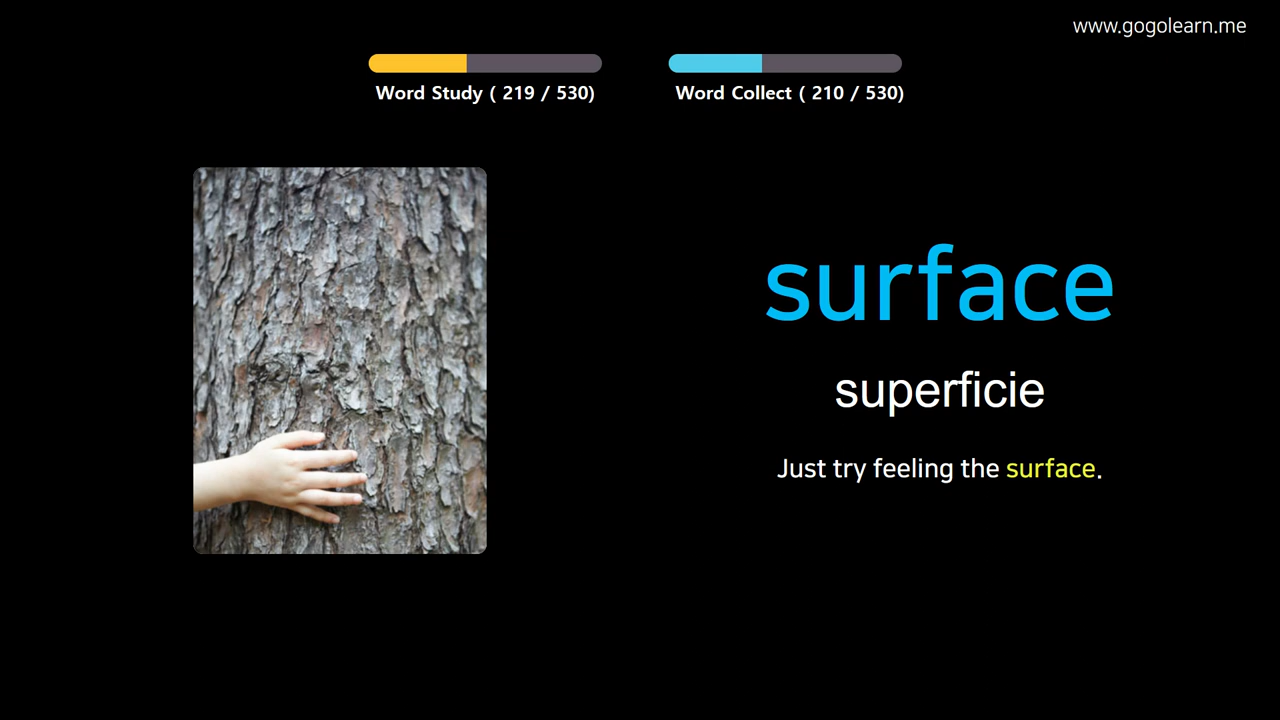 www.gogolearn.me
Word Study ( 219 / 530)
Word Collect ( 210 / 530)
surface
superficie
Just try feeling the surface.